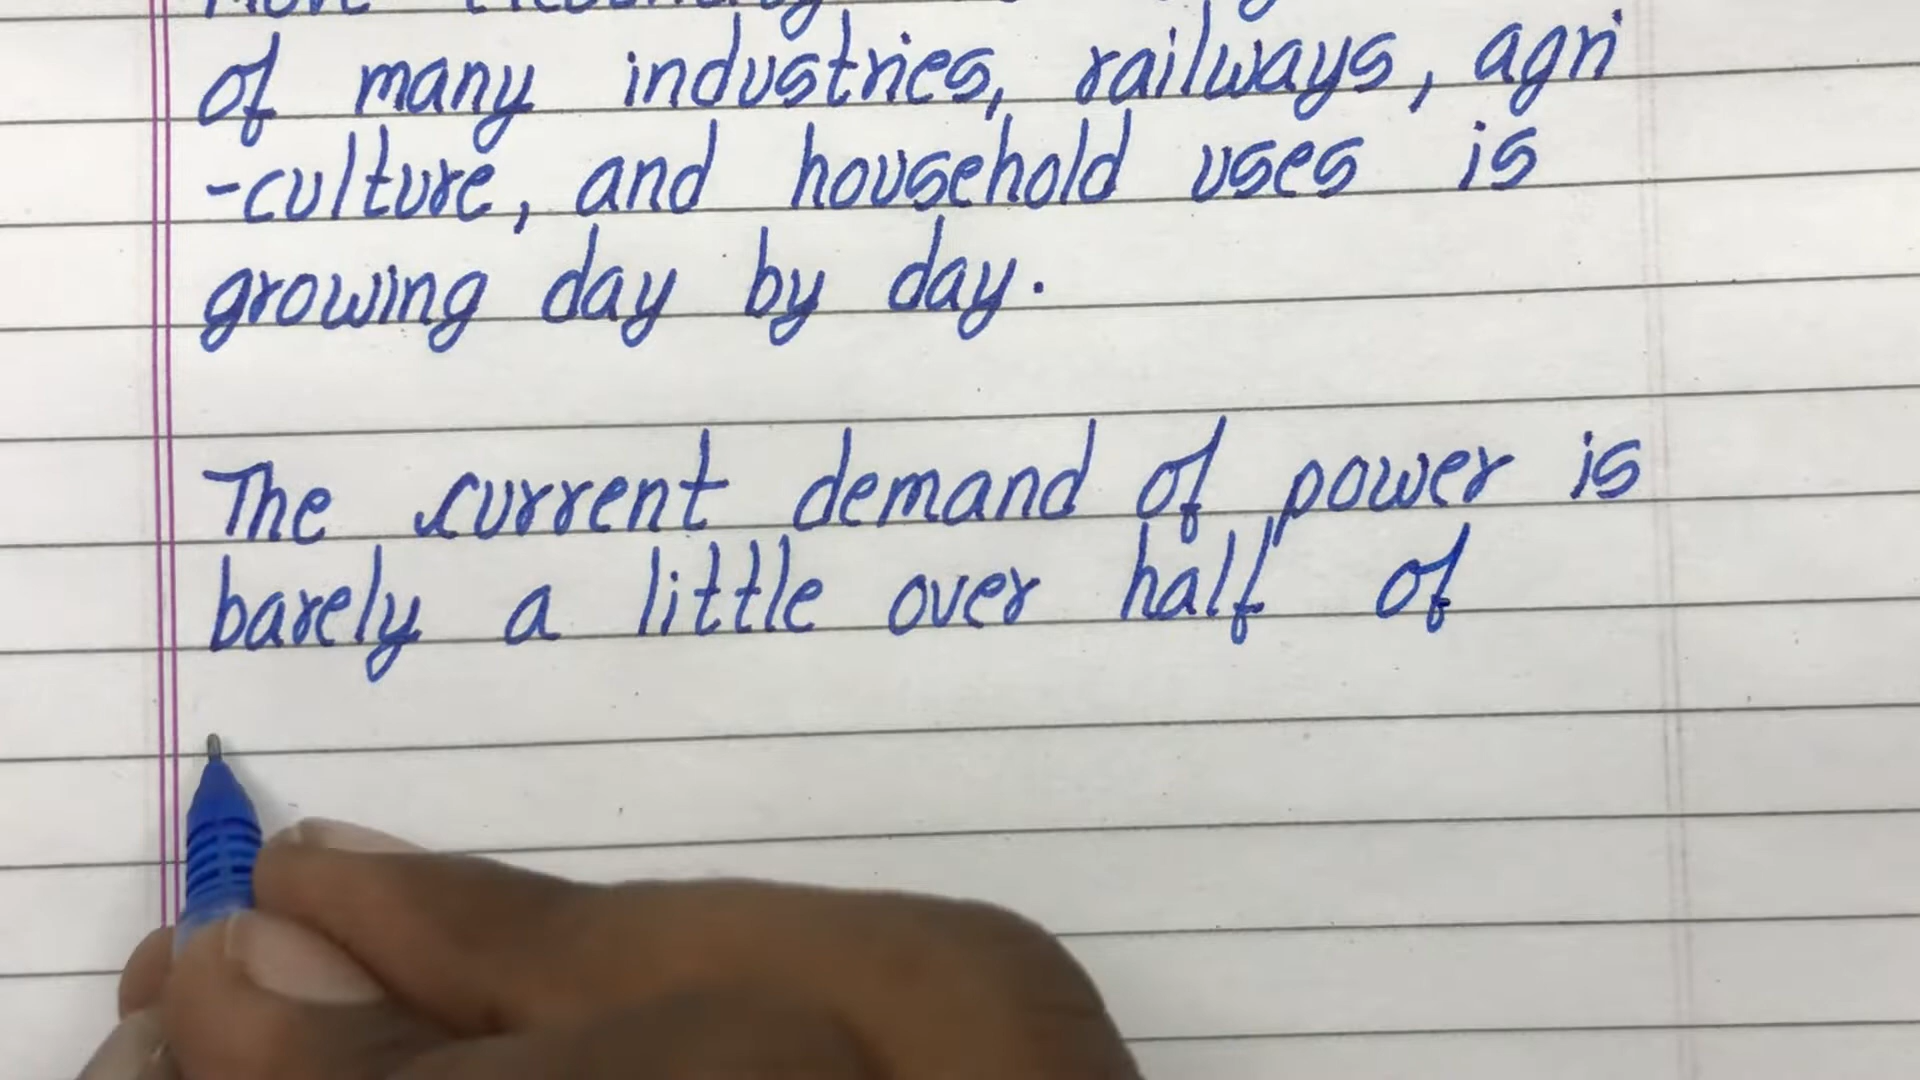 of many industries, railways, agri
-culture, and household uses is
growing day by day.
The current demand of power is
barely a little over half of